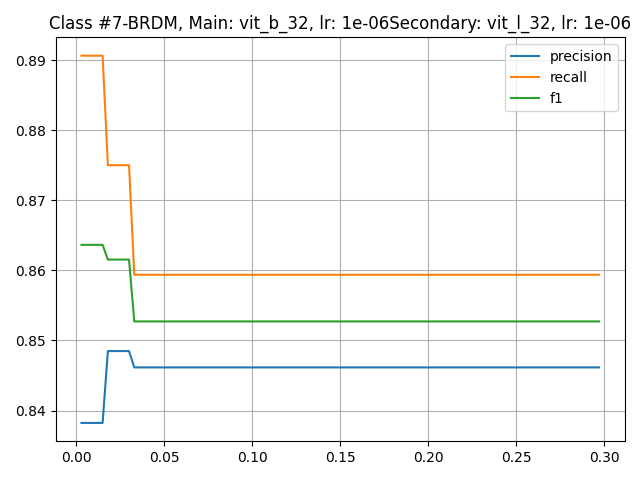 Class #7-BRDM, Main: vit_b_32, lr: 1e-06Secondary: vit_l_32, lr: 1e-06
precision
recall
f1
0.89
0.88
0.87
0.86
0.85
0.84
0.00 0.05 0.10 0.15 0.20 0.25 0.30